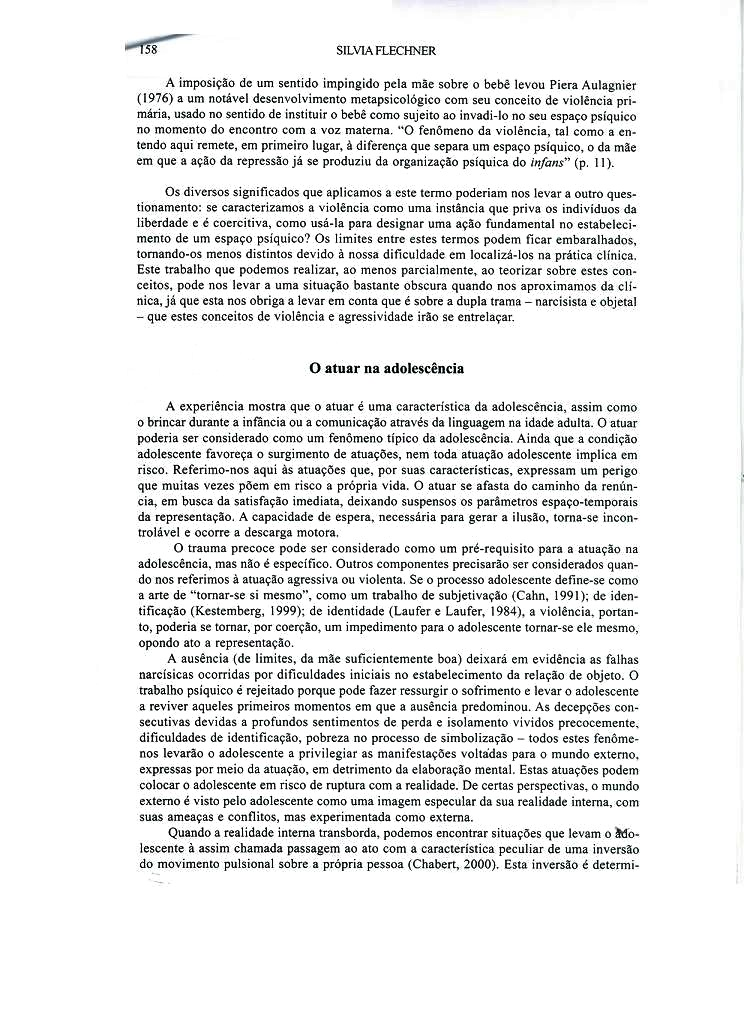 158 SILVIA FLECHNER
A imposição de um sentido impingido pela mãe sobre o bebê levou Piera Aulagnier
(1976) a um notável desenvolvimento metapsicológico com seu conceito de violência pri-
mária, usado no sentido de instituir o bebê como sujeito ao invadi-lo no seu espaço psíquico
no momento do encontro com a voz materna. “O fenômeno da violência, tal como a en-
tendo aqui remete, em primeiro lugar, à diferença que separa um espaço psíquico, o da mãe
em que a ação da repressão já se produziu da organização psíquica do infans” (p. 11).
Os diversos significados que aplicamos a este termo poderiam nos levar a outro ques-
tionamento: se caracterizamos a violência como uma instância que priva os indivíduos da
liberdade e é coercitiva, como usá-la para designar uma ação fundamental no estabeleci-
mento de um espaço psíquico? Os limites entre estes termos podem ficar embaralhados,
tornando-os menos distintos devido à nossa dificuldade em localizá-los na prática clínica.
Este trabalho que podemos realizar, ao menos parcialmente, ao teorizar sobre estes con-
ceitos, pode nos levar a uma situação bastante obscura quando nos aproximamos da clí-
nica, já que esta nos obriga a levar em conta que é sobre a dupla trama – narcisista e objetal
– que estes conceitos de violência e agressividade irão se entrelaçar.
O atuar na adolescência
A experiência mostra que o atuar é uma característica da adolescência, assim como
o brincar durante a infância ou a comunicação através da linguagem na idade adulta. O atuar
poderia ser considerado como um fenômeno típico da adolescência. Ainda que a condição
adolescente favoreça o surgimento de atuações, nem toda atuação adolescente implica em
risco. Referimo-nos aqui às atuações que, por suas características, expressam um perigo
que muitas vezes põem em risco a própria vida. O atuar se afasta do caminho da renún-
cia, em busca da satisfação imediata, deixando suspensos os parâmetros espaço-temporais
da representação. A capacidade de espera, necessária para gerar a ilusão, torna-se incon-
trolável e ocorre a descarga motora.
O trauma precoce pode ser considerado como um pré-requisito para a atuação na
adolescência, mas não é específico. Outros componentes precisarão ser considerados quan-
do nos referimos à atuação agressiva ou violenta. Se o processo adolescente define-se como
a arte de “tornar-se si mesmo”, como um trabalho de subjetivação (Cahn, 1991); de iden-
tificação (Kestemberg, 1999); de identidade (Laufer e Laufer, 1984), a violência, portan-
to, poderia se tornar, por coerção, um impedimento para o adolescente tornar-se ele mesmo,
opondo ato a representação.
A ausência (de limites, da mãe suficientemente boa) deixará em evidência as falhas
narcísicas ocorridas por dificuldades iniciais no estabelecimento da relação de objeto. O
trabalho psíquico é rejeitado porque pode fazer ressurgir o sofrimento e levar o adolescente
a reviver aqueles primeiros momentos em que a ausência predominou. As decepções con-
secutivas devidas a profundos sentimentos de perda e isolamento vividos precocemente,
dificuldades de identificação, pobreza no processo de simbolização – todos estes fenôme-
nos levarão o adolescente a privilegiar as manifestações voltadas para o mundo externo,
expressas por meio da atuação, em detrimento da elaboração mental. Estas atuações podem
colocar o adolescente em risco de ruptura com a realidade. De certas perspectivas, o mundo
externo é visto pelo adolescente como uma imagem especular da sua realidade interna, com
suas ameaças e conflitos, mas experimentada como externa.
Quando a realidade interna transborda, podemos encontrar situações que levam o ado-
lescente à assim chamada passagem ao ato com a característica peculiar de uma inversão
do movimento pulsional sobre a própria pessoa (Chabert, 2000). Esta inversão é determi-